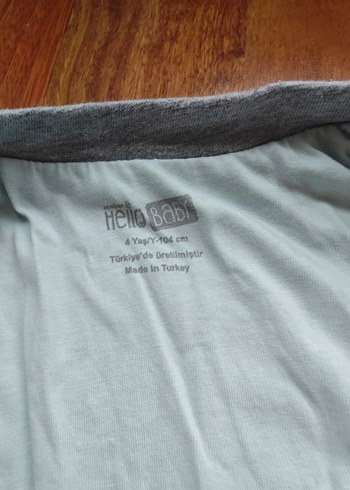 Hello BABY
4 Yaş/Y-104 cm
Türkiye'de üretilmiştir
Made in Turkey